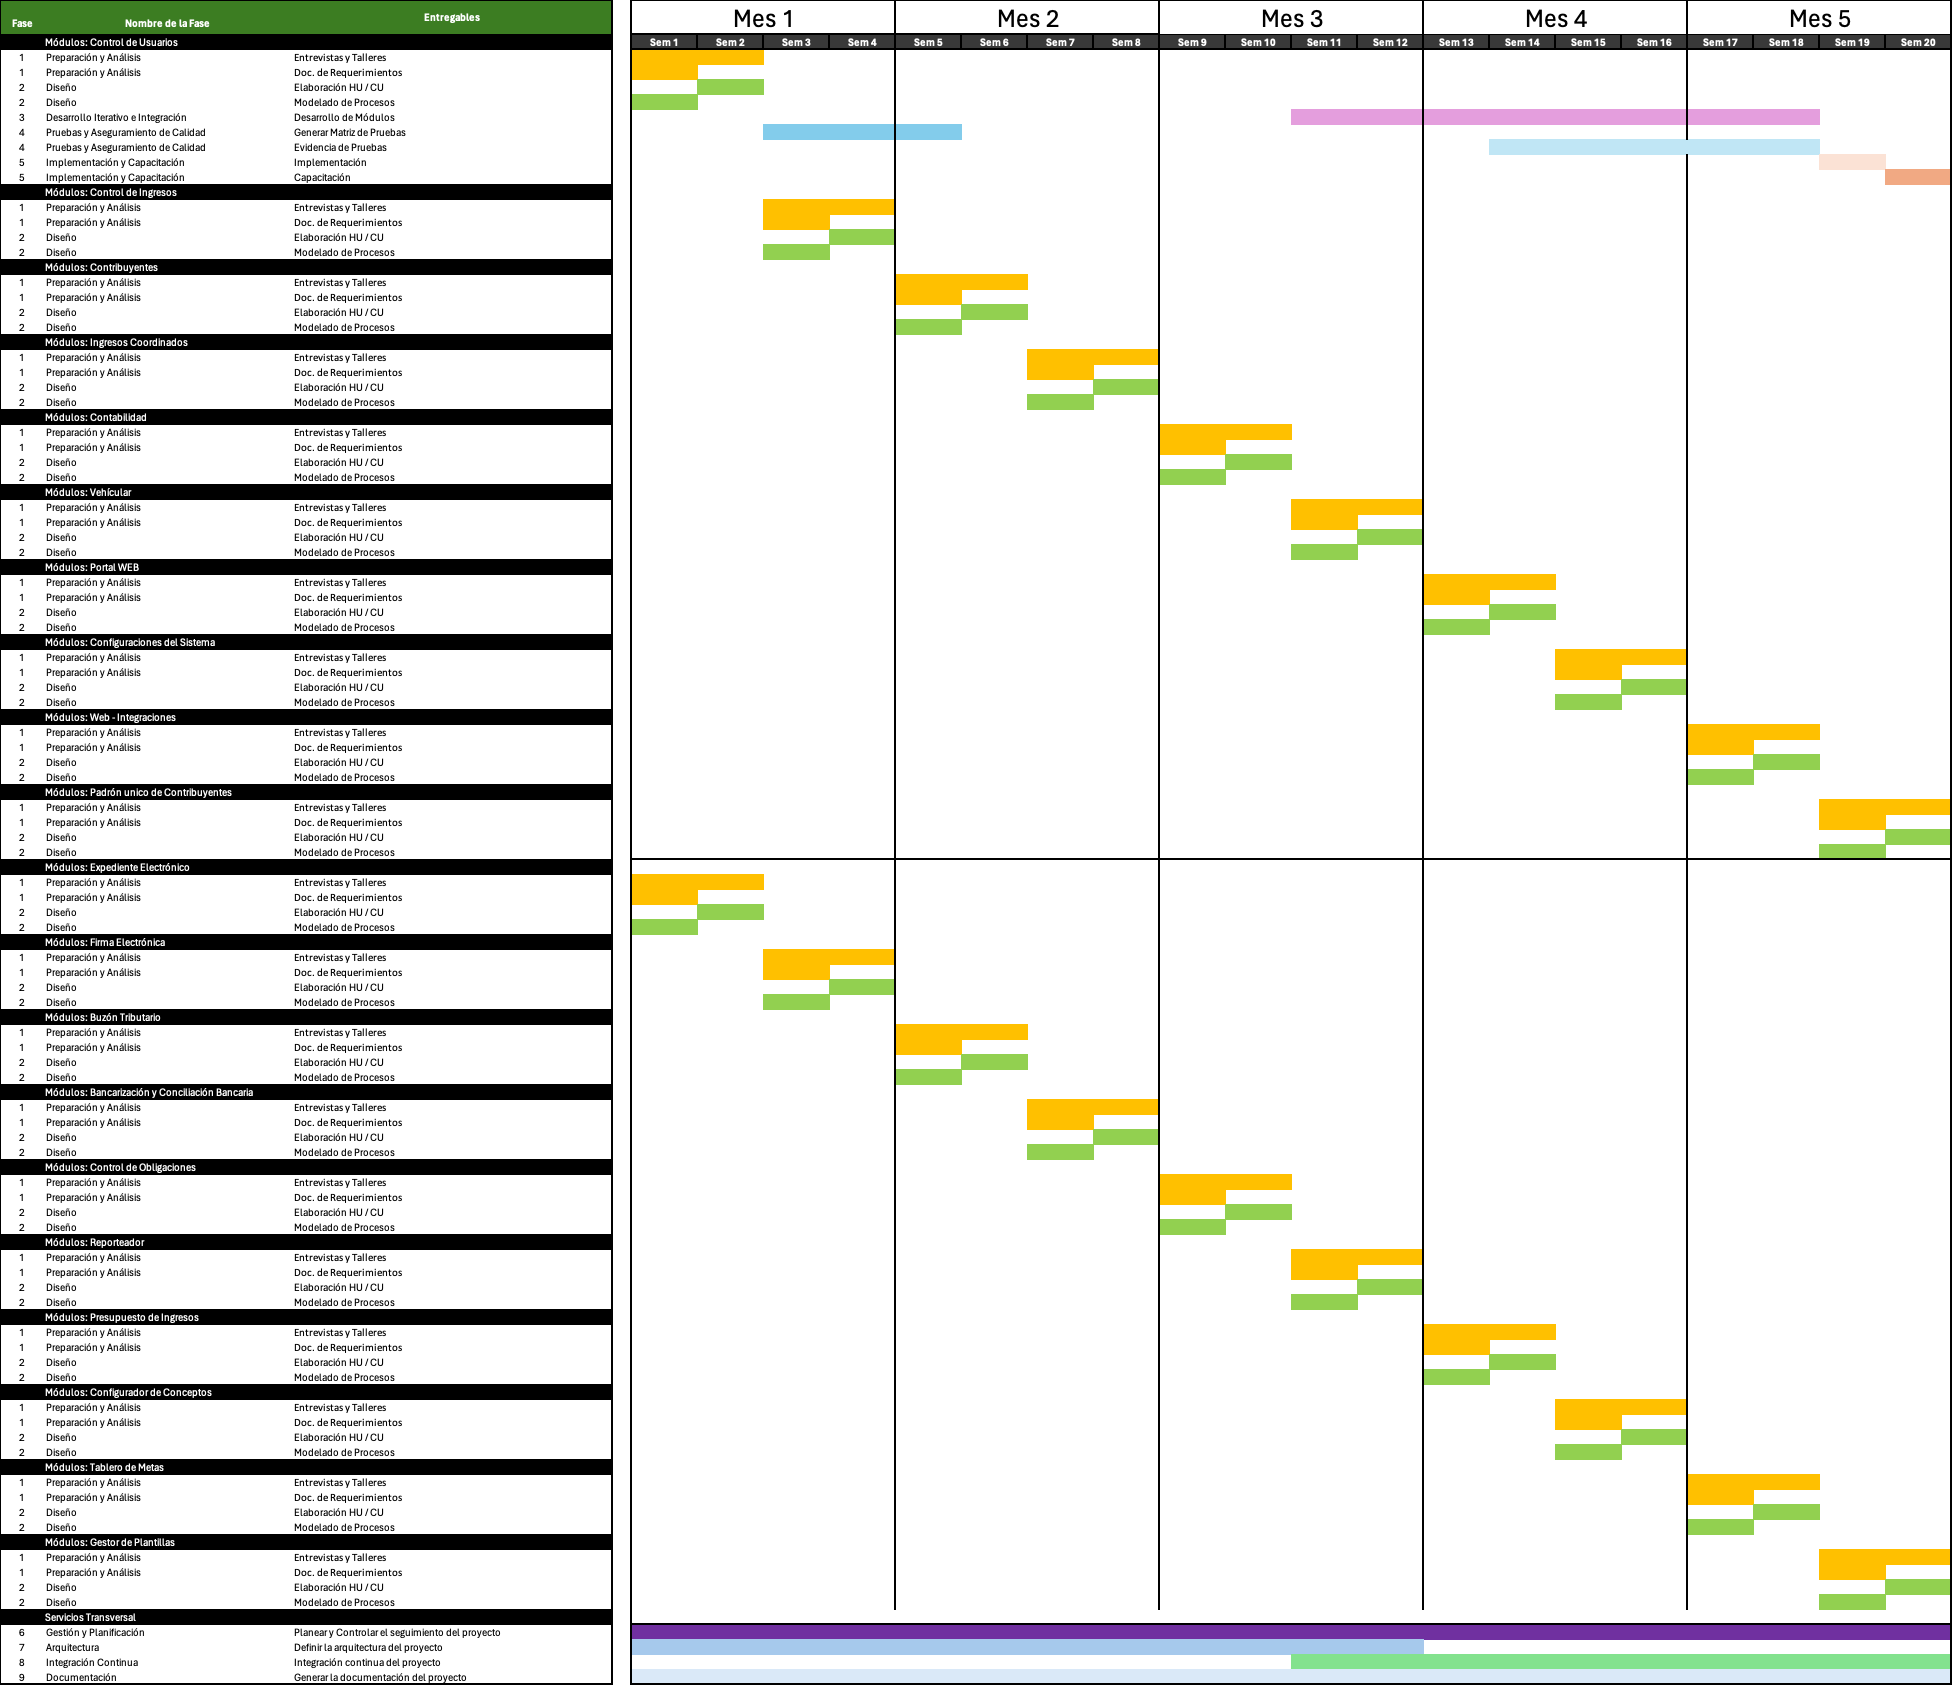 Fase Nombre de la Fase Entregables Mes 1 Mes 2 Mes 3 Mes 4 Mes 5
Módulos: Control de Usuarios Sem 1 Sem 2 Sem 3 Sem 4 Sem 5 Sem 6 Sem 7 Sem 8 Sem 9 Sem 10 Sem 11 Sem 12 Sem 13 Sem 14 Sem 15 Sem 16 Sem 17 Sem 18 Sem 19 Sem 20
1 Preparación y Análisis Entrevistas y Talleres
1 Preparación y Análisis Doc. de Requerimientos
2 Diseño Elaboración HU / CU
2 Diseño Modelado de Procesos
3 Desarrollo Iterativo e Integración Desarrollo de Módulos
4 Pruebas y Aseguramiento de Calidad Generar Matriz de Pruebas
4 Pruebas y Aseguramiento de Calidad Evidencia de Pruebas
5 Implementación y Capacitación Implementación
5 Implementación y Capacitación Capacitación
Módulos: Control de Ingresos
1 Preparación y Análisis Entrevistas y Talleres
1 Preparación y Análisis Doc. de Requerimientos
2 Diseño Elaboración HU / CU
2 Diseño Modelado de Procesos
Módulos: Contribuyentes
1 Preparación y Análisis Entrevistas y Talleres
1 Preparación y Análisis Doc. de Requerimientos
2 Diseño Elaboración HU / CU
2 Diseño Modelado de Procesos
Módulos: Ingresos Coordinados
1 Preparación y Análisis Entrevistas y Talleres
1 Preparación y Análisis Doc. de Requerimientos
2 Diseño Elaboración HU / CU
2 Diseño Modelado de Procesos
Módulos: Contabilidad
1 Preparación y Análisis Entrevistas y Talleres
1 Preparación y Análisis Doc. de Requerimientos
2 Diseño Elaboración HU / CU
2 Diseño Modelado de Procesos
Módulos: Vehícular
1 Preparación y Análisis Entrevistas y Talleres
1 Preparación y Análisis Doc. de Requerimientos
2 Diseño Elaboración HU / CU
2 Diseño Modelado de Procesos
Módulos: Portal WEB
1 Preparación y Análisis Entrevistas y Talleres
1 Preparación y Análisis Doc. de Requerimientos
2 Diseño Elaboración HU / CU
2 Diseño Modelado de Procesos
Módulos: Configuraciones del Sistema
1 Preparación y Análisis Entrevistas y Talleres
1 Preparación y Análisis Doc. de Requerimientos
2 Diseño Elaboración HU / CU
2 Diseño Modelado de Procesos
Módulos: Web - Integraciones
1 Preparación y Análisis Entrevistas y Talleres
1 Preparación y Análisis Doc. de Requerimientos
2 Diseño Elaboración HU / CU
2 Diseño Modelado de Procesos
Módulos: Padrón unico de Contribuyentes
1 Preparación y Análisis Entrevistas y Talleres
1 Preparación y Análisis Doc. de Requerimientos
2 Diseño Elaboración HU / CU
2 Diseño Modelado de Procesos
Módulos: Expediente Electrónico
1 Preparación y Análisis Entrevistas y Talleres
1 Preparación y Análisis Doc. de Requerimientos
2 Diseño Elaboración HU / CU
2 Diseño Modelado de Procesos
Módulos: Firma Electrónica
1 Preparación y Análisis Entrevistas y Talleres
1 Preparación y Análisis Doc. de Requerimientos
2 Diseño Elaboración HU / CU
2 Diseño Modelado de Procesos
Módulos: Buzón Tributario
1 Preparación y Análisis Entrevistas y Talleres
1 Preparación y Análisis Doc. de Requerimientos
2 Diseño Elaboración HU / CU
2 Diseño Modelado de Procesos
Módulos: Bancarización y Conciliación Bancaria
1 Preparación y Análisis Entrevistas y Talleres
1 Preparación y Análisis Doc. de Requerimientos
2 Diseño Elaboración HU / CU
2 Diseño Modelado de Procesos
Módulos: Control de Obligaciones
1 Preparación y Análisis Entrevistas y Talleres
1 Preparación y Análisis Doc. de Requerimientos
2 Diseño Elaboración HU / CU
2 Diseño Modelado de Procesos
Módulos: Reporteador
1 Preparación y Análisis Entrevistas y Talleres
1 Preparación y Análisis Doc. de Requerimientos
2 Diseño Elaboración HU / CU
2 Diseño Modelado de Procesos
Módulos: Presupuesto de Ingresos
1 Preparación y Análisis Entrevistas y Talleres
1 Preparación y Análisis Doc. de Requerimientos
2 Diseño Elaboración HU / CU
2 Diseño Modelado de Procesos
Módulos: Configurador de Conceptos
1 Preparación y Análisis Entrevistas y Talleres
1 Preparación y Análisis Doc. de Requerimientos
2 Diseño Elaboración HU / CU
2 Diseño Modelado de Procesos
Módulos: Tablero de Metas
1 Preparación y Análisis Entrevistas y Talleres
1 Preparación y Análisis Doc. de Requerimientos
2 Diseño Elaboración HU / CU
2 Diseño Modelado de Procesos
Módulos: Gestor de Plantillas
1 Preparación y Análisis Entrevistas y Talleres
1 Preparación y Análisis Doc. de Requerimientos
2 Diseño Elaboración HU / CU
2 Diseño Modelado de Procesos
Servicios Transversal
6 Gestión y Planificación Planear y Controlar el seguimiento del proyecto
7 Arquitectura Definir la arquitectura del proyecto
8 Integración Continua Integración continua del proyecto
9 Documentación Generar la documentación del proyecto